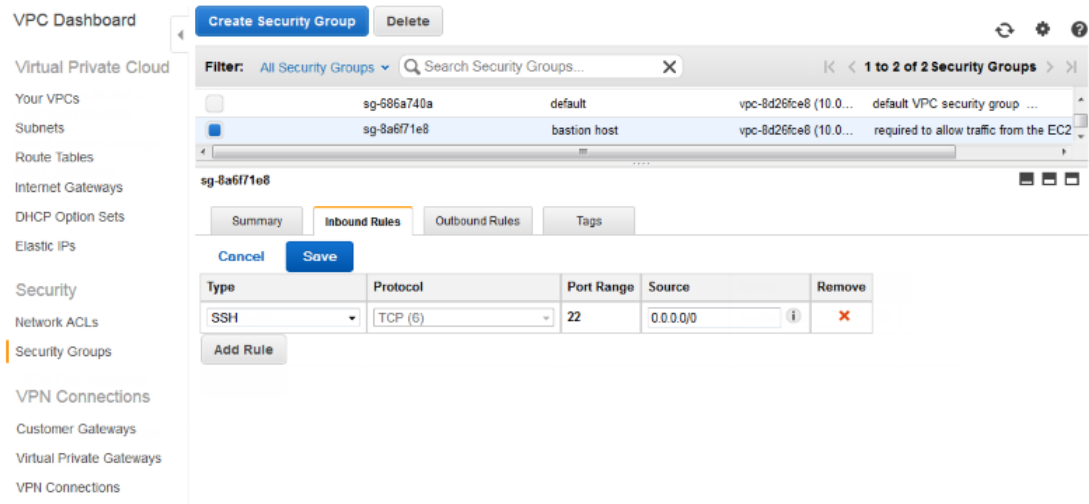 VPC Dashboard
Create Security Group Delete
Virtual Private Cloud
Filter: All Security Groups Search Security Groups... X 1 to 2 of 2 Security Groups
Your VPCs
sg-686a740a default vpc-8d26fce8 (10.0... default VPC security group ...
Subnets
sg-8a6f71e8 bastion host vpc-8d26fce8 (10.0... required to allow traffic from the EC2
Route Tables
Internet Gateways
sg-8a6f71e8
DHCP Option Sets
Summary Inbound Rules Outbound Rules Tags
Elastic IPs
Cancel Save
Security
Type Protocol Port Range Source Remove
Network ACLs
SSH TCP (6) 22 0.0.0.0/0
Security Groups
Add Rule
VPN Connections
Customer Gateways
Virtual Private Gateways
VPN Connections